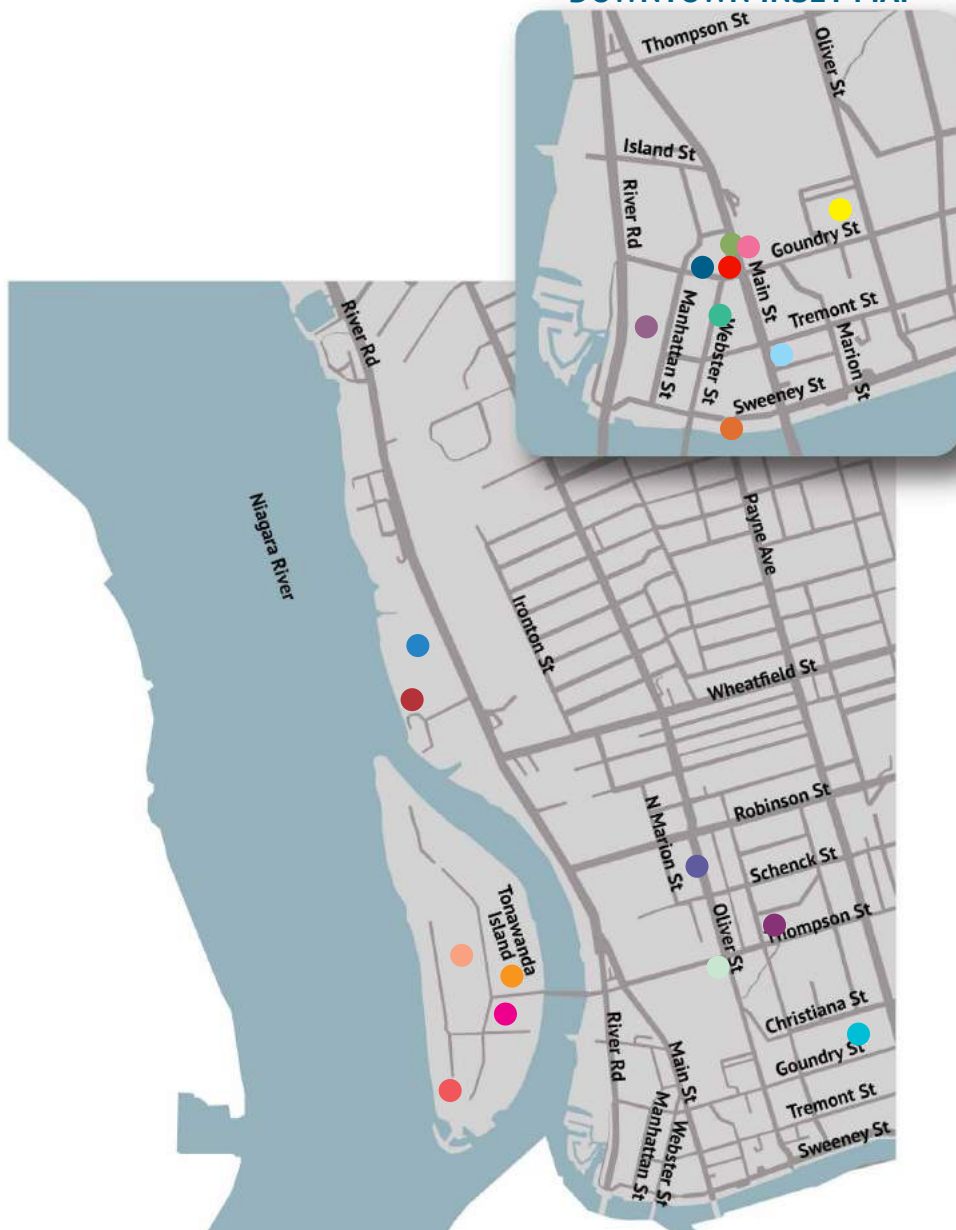 DOWNTOWN INSET MAP
Thompson St
Oliver St
Island St
River Rd
Goundry St
Main St
Tremont St
Manhattan St
Webster St
Marion St
Sweeney St
River Rd
Niagara River
Payne Ave
Ironton St
Wheatfield St
Robinson St
N Marion St
Schenck St
Tonawanda
Island
Oliver St
Thompson St
Christiana St
River Rd
Main St
Goundry St
Manhattan St
Webster St
Tremont St
Sweeney St